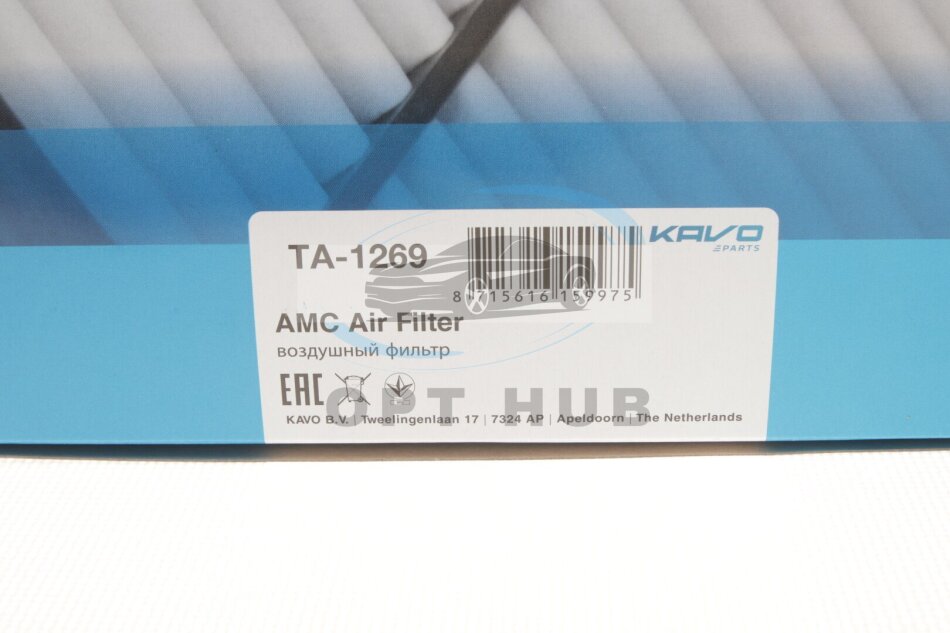 TA-1269
KAVO
PARTS
8 715616 159975
AMC Air Filter
воздушный фильтр
EAC
OPT HUB
KAVO B.V. | Tweelingenlaan 17 | 7324 AP | Apeldoorn | The Netherlands